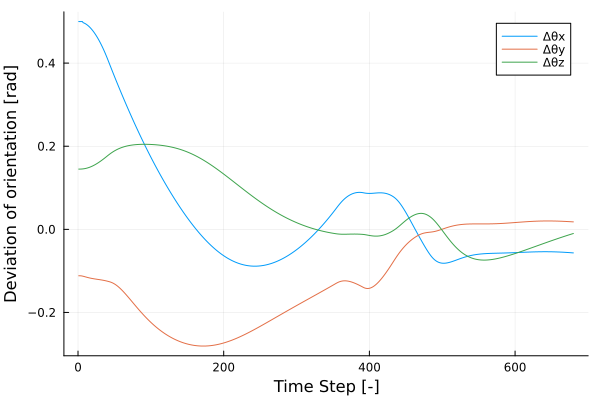 Δθx
Δθy
Δθz
0.4
0.2
0.0
−0.2
0
200
400
600
Time Step [-]
Deviation of orientation [rad]